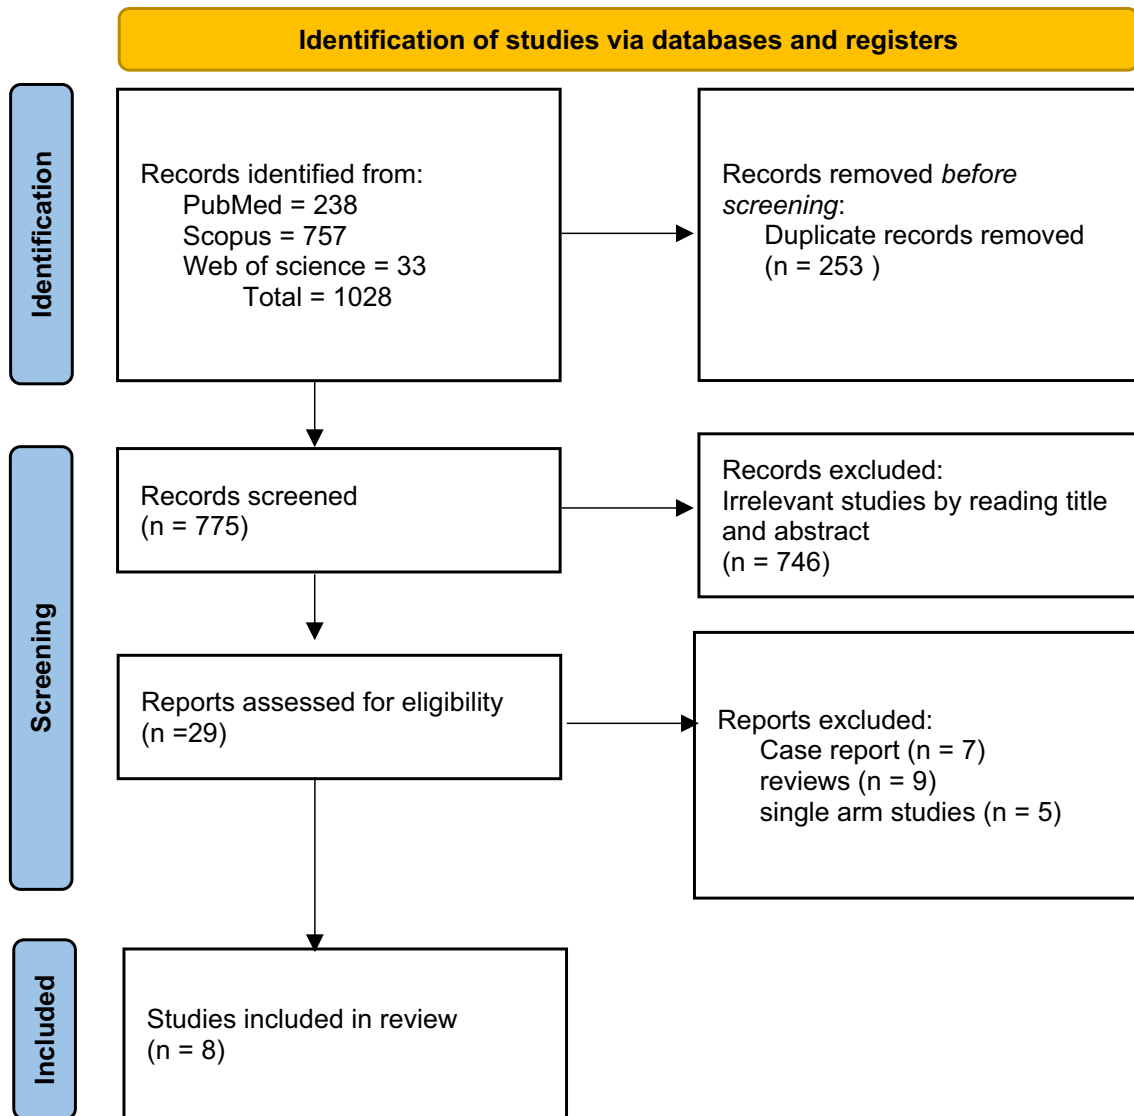 Identification of studies via databases and registers
Identification
Records identified from:
PubMed = 238
Scopus = 757
Web of science = 33
Total = 1028
Records removed before
screening:
Duplicate records removed
(n = 253 )
Screening
Records screened
(n = 775)
Records excluded:
Irrelevant studies by reading title
and abstract
(n = 746)
Reports assessed for eligibility
(n =29)
Reports excluded:
Case report (n = 7)
reviews (n = 9)
single arm studies (n = 5)
Included
Studies included in review
(n = 8)